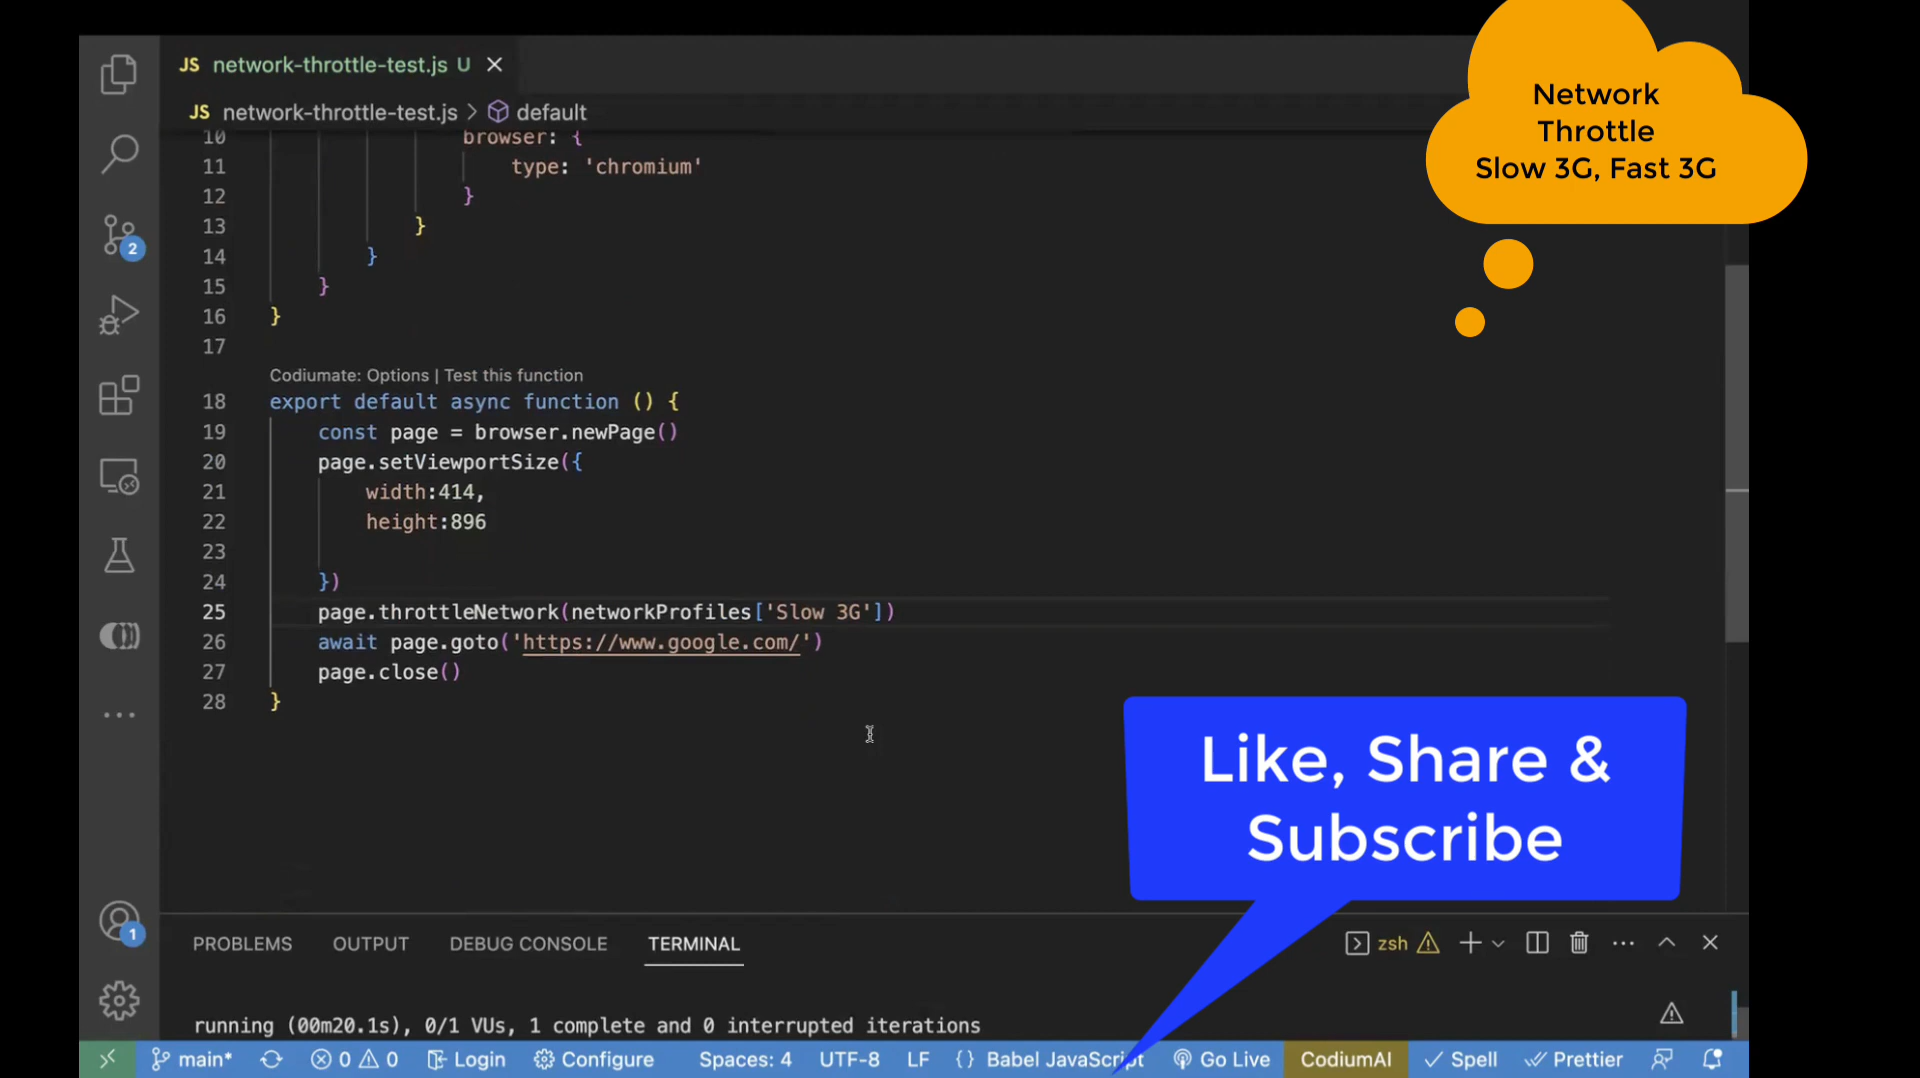 JS network-throttle-test.js U
JS network-throttle-test.js > default
10 browser: {
11 type: 'chromium'
12 }
13 }
14 }
15 }
16 }
17
Codiumate: Options | Test this function
18 export default async function () {
19 const page = browser.newPage()
20 page.setViewportSize({
21 width:414,
22 height:896
23
24 })
25 page.throttleNetwork(networkProfiles['Slow 3G'])
26 await page.goto('https://www.google.com/')
27 page.close()
28 }
Network
Throttle
Slow 3G, Fast 3G
2
1
Like, Share &
Subscribe
PROBLEMS OUTPUT DEBUG CONSOLE TERMINAL zsh
running (00m20.1s), 0/1 VUs, 1 complete and 0 interrupted iterations
main* 0 0 Login Configure Spaces: 4 UTF-8 LF {} Babel JavaScript Go Live CodiumAI Spell Prettier